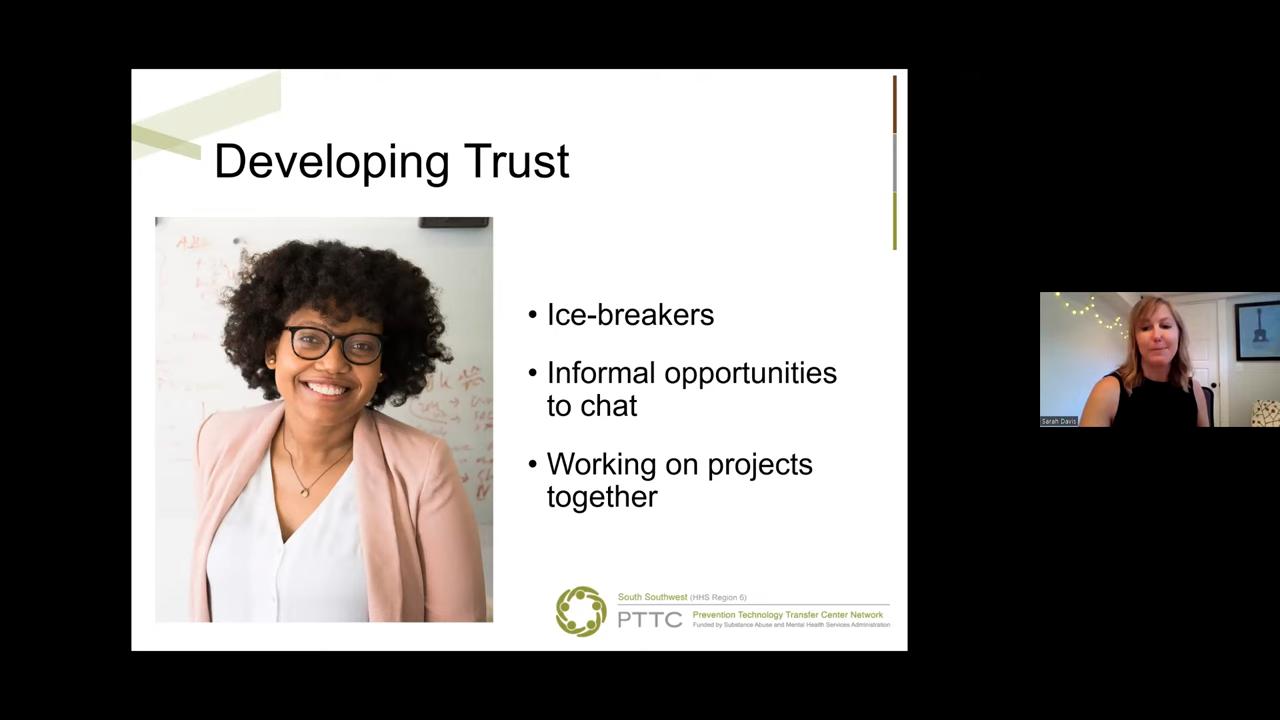 Developing Trust
• Ice-breakers
• Informal opportunities
to chat
• Working on projects
together
South Southwest (HHS Region 6)
PTTC
Prevention Technology Transfer Center Network
Funded by Substance Abuse and Mental Health Services Administration
Sarah Davis